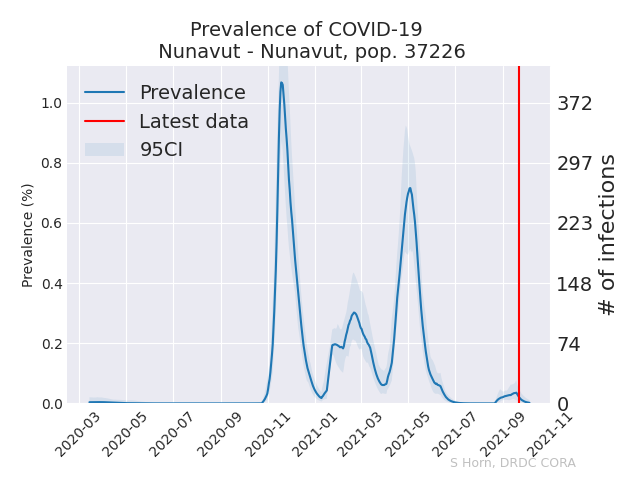 Prevalence of COVID-19
Nunavut - Nunavut, pop. 37226
Prevalence
Latest data
95CI
Prevalence (%)
1.0
0.8
0.6
0.4
0.2
0.0
372
297
223
148
74
0
# of infections
2020-03
2020-05
2020-07
2020-09
2020-11
2021-01
2021-03
2021-05
2021-07
2021-09
2021-11
S Horn, DRDC CORA